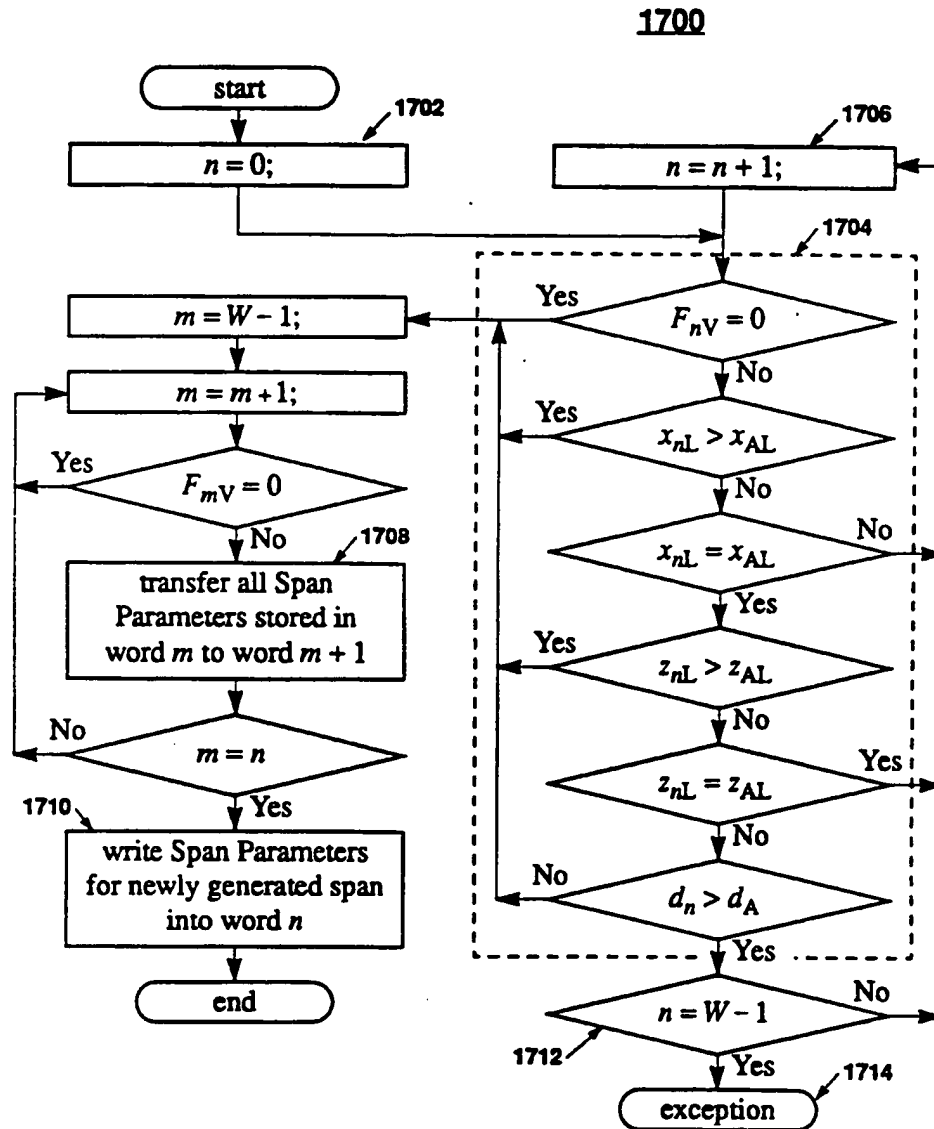 1700
start
1702
n = 0;
1706
n = n + 1;
1704
Yes
F_nV = 0
No
m = W − 1;
m = m + 1;
Yes
x_nL > x_AL
No
Yes
F_mV = 0
No
x_nL = x_AL
No
Yes
1708
transfer all Span
Parameters stored in
word m to word m + 1
Yes
z_nL > z_AL
No
No
m = n
Yes
z_nL = z_AL
Yes
No
1710
write Span Parameters
for newly generated span
into word n
No
d_n > d_A
Yes
end
n = W − 1
No
1712
Yes
1714
exception